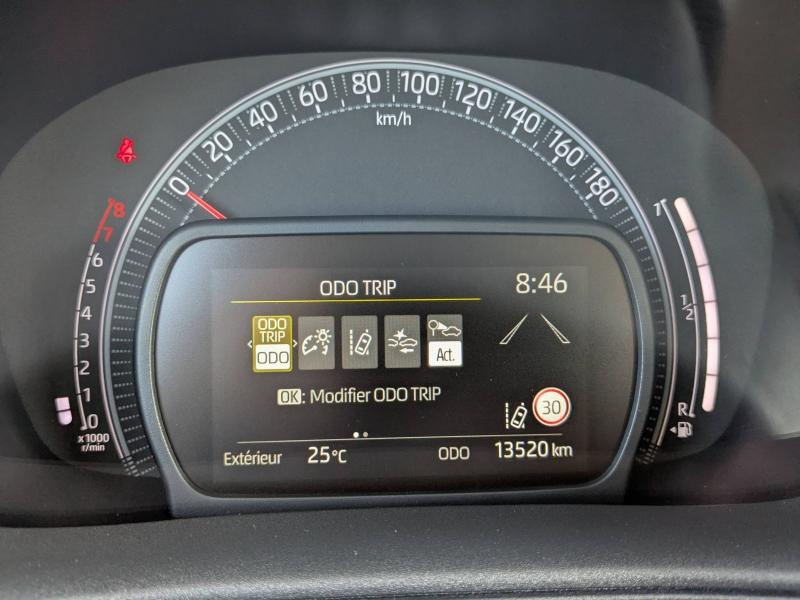 0 20 40 60 80 100 120 140 160 180
km/h
8
7
6
5
4
3
2
1
0
x1000
r/min
1
1/2
R
ODO TRIP
8:46
ODO
TRIP
ODO
Act.
OK: Modifier ODO TRIP
30
Extérieur 25°C ODO 13520 km